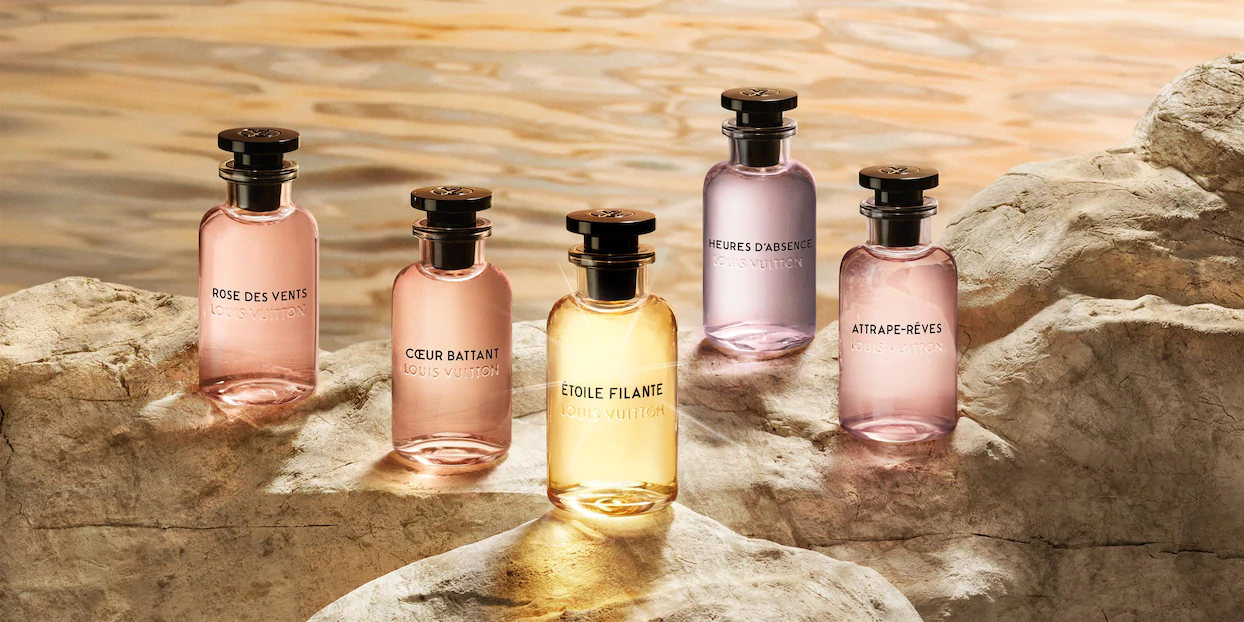 ROSE DES VENTS
LOUIS VUITTON
CŒUR BATTANT
LOUIS VUITTON
ÉTOILE FILANTE
LOUIS VUITTON
HEURES D'ABSENCE
LOUIS VUITTON
ATTRAPE-RÊVES
LOUIS VUITTON